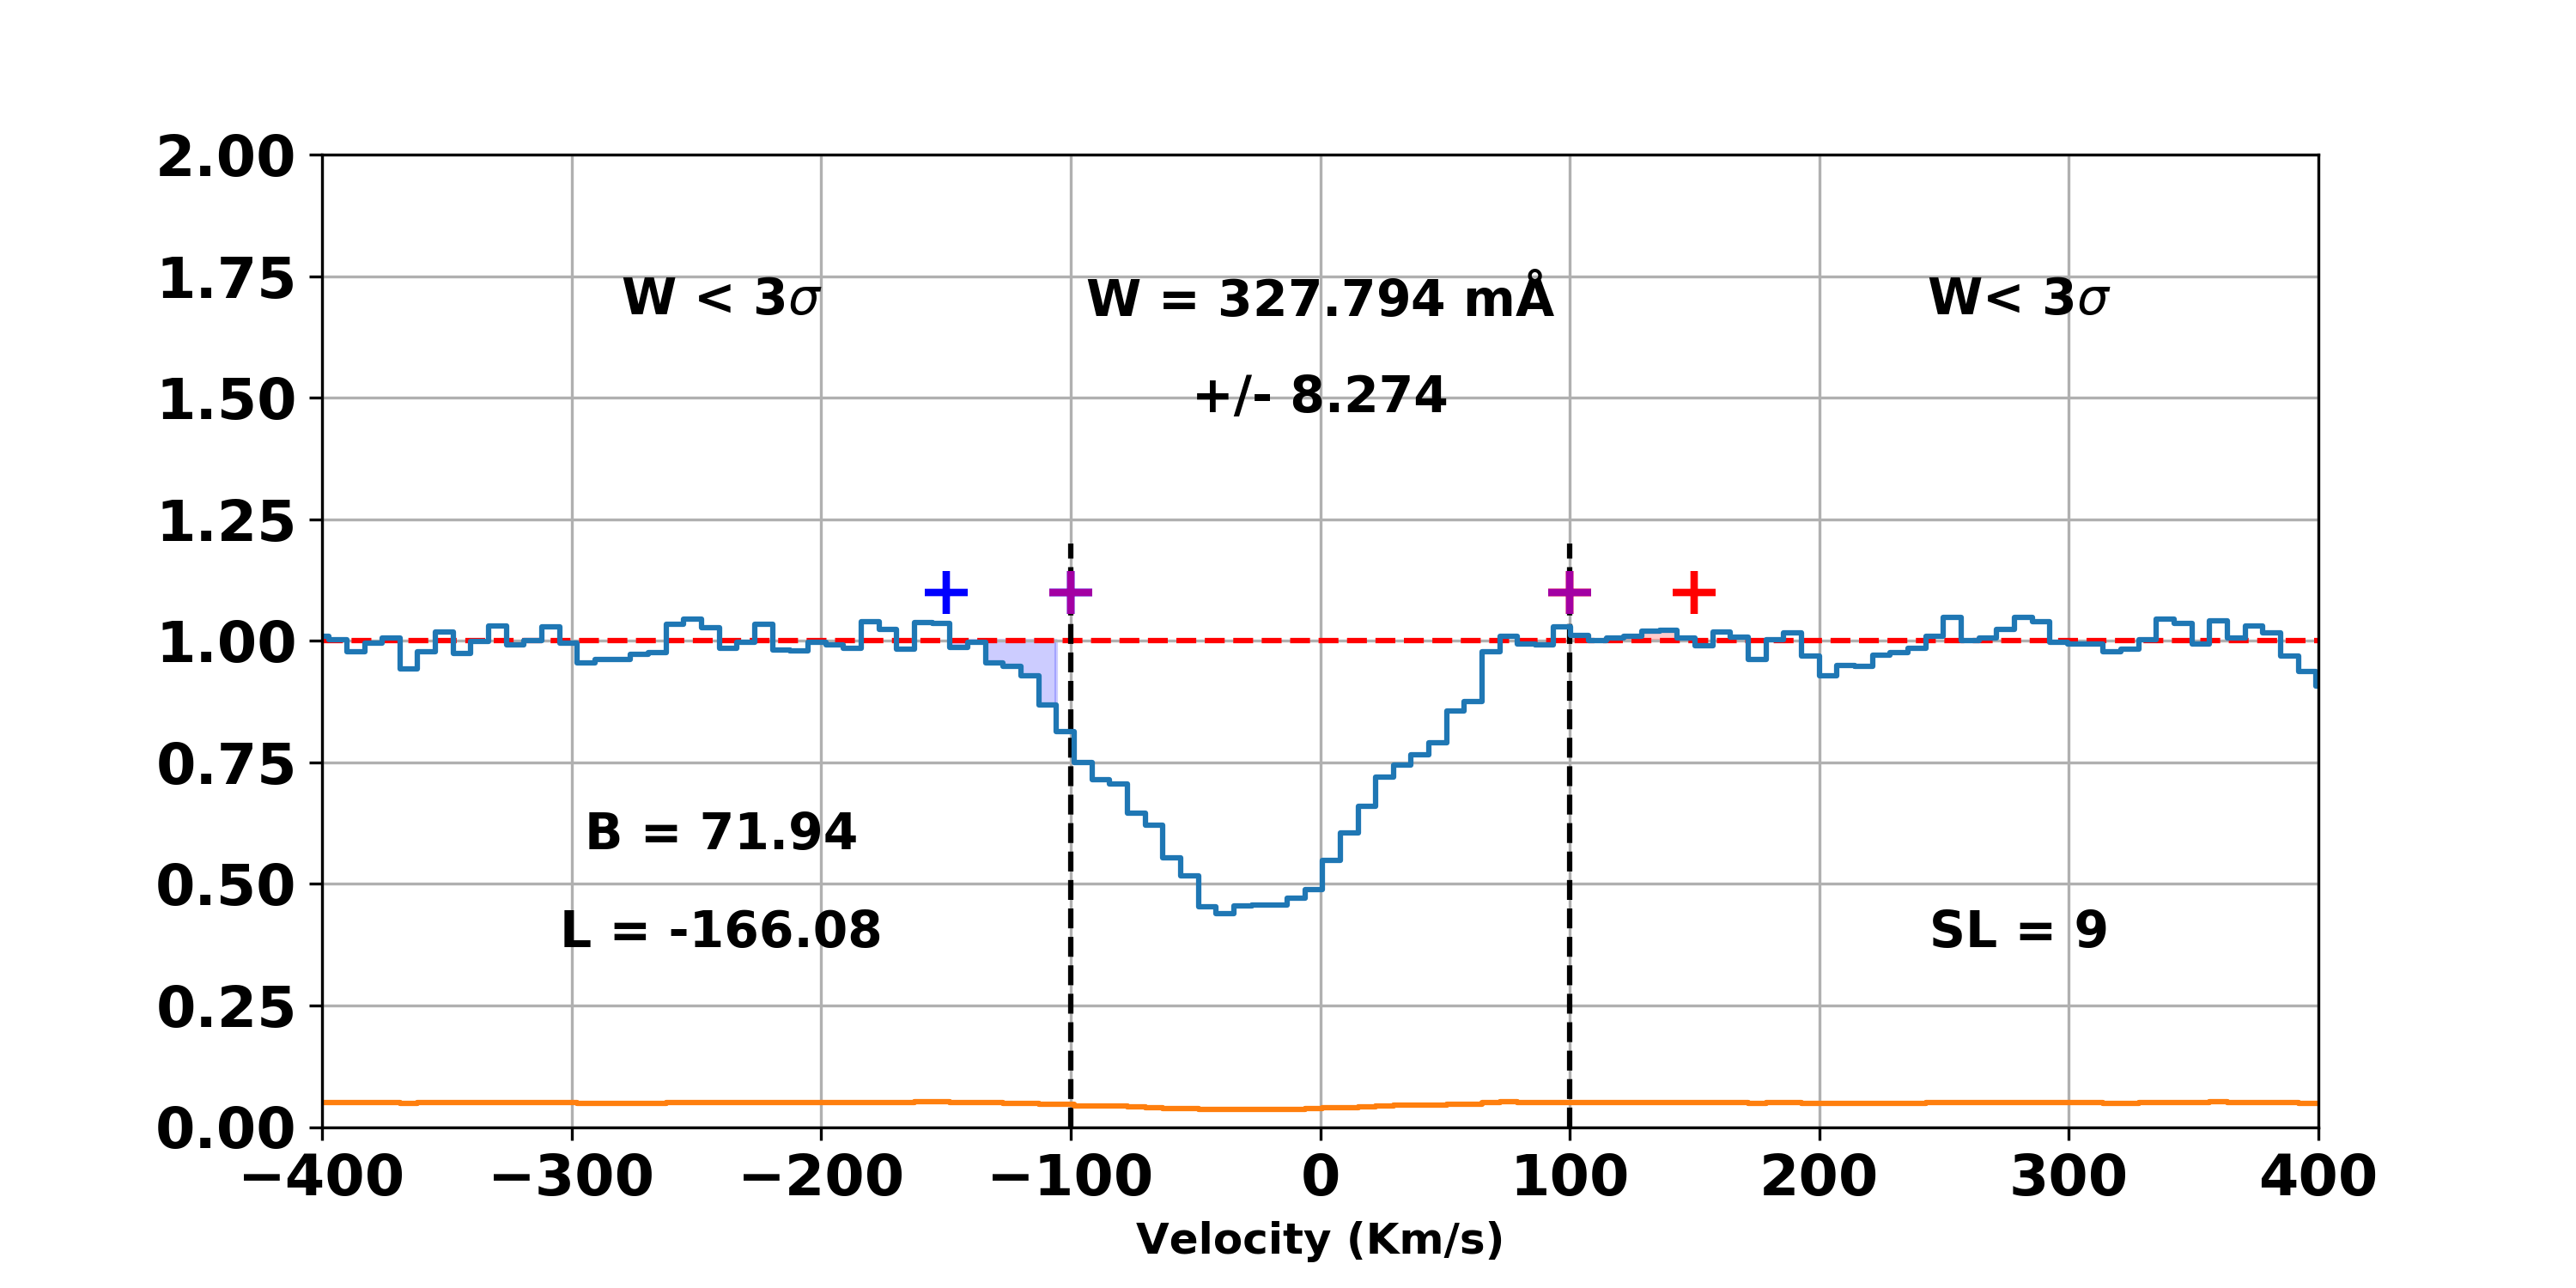 2.00
1.75
1.50
1.25
1.00
0.75
0.50
0.25
0.00
W < 3σ
W = 327.794 mÅ
+/- 8.274
W< 3σ
B = 71.94
L = -166.08
SL = 9
−400 −300 −200 −100 0 100 200 300 400
Velocity (Km/s)